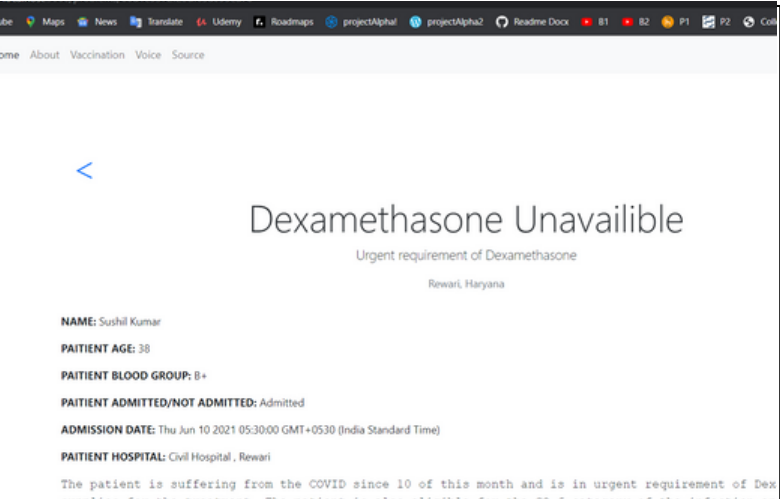 Maps News Translate Udemy Roadmaps projectAlpha! projectAlpha2 Readme Docx B1 B2 P1 P2
About Vaccination Voice Source
<
Dexamethasone Unavailible
Urgent requirement of Dexamethasone
Rewari, Haryana
NAME: Sushil Kumar
PAITIENT AGE: 38
PAITIENT BLOOD GROUP: B+
PAITIENT ADMITTED/NOT ADMITTED: Admitted
ADMISSION DATE: Thu Jun 10 2021 05:30:00 GMT+0530 (India Standard Time)
PAITIENT HOSPITAL: Civil Hospital , Rewari
The patient is suffering from the COVID since 10 of this month and is in urgent requirement of Dex